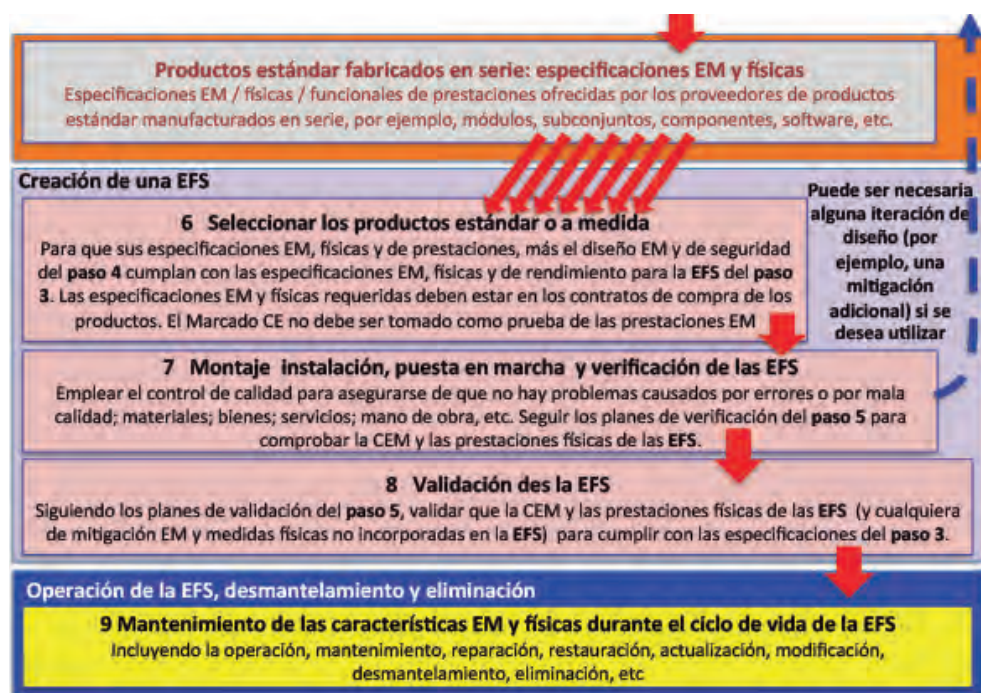 Productos estándar fabricados en serie: especificaciones EM y físicas
Especificaciones EM / físicas / funcionales de prestaciones ofrecidas por los proveedores de productos
estándar manufacturados en serie, por ejemplo, módulos, subconjuntos, componentes, software, etc.
Creación de una EFS
6 Seleccionar los productos estándar o a medida
Para que sus especificaciones EM, físicas y de prestaciones, más el diseño EM y de seguridad
del paso 4 cumplan con las especificaciones EM, físicas y de rendimiento para la EFS del paso
3. Las especificaciones EM y físicas requeridas deben estar en los contratos de compra de los
productos. El Marcado CE no debe ser tomado como prueba de las prestaciones EM
Puede ser necesaria
alguna iteración de
diseño (por
ejemplo, una
mitigación
adicional) si se
desea utilizar
7 Montaje instalación, puesta en marcha y verificación de las EFS
Emplear el control de calidad para asegurarse de que no hay problemas causados por errores o por mala
calidad; materiales; bienes; servicios; mano de obra, etc. Seguir los planes de verificación del paso 5 para
comprobar la CEM y las prestaciones físicas de las EFS.
8 Validación des la EFS
Siguiendo los planes de validación del paso 5, validar que la CEM y las prestaciones físicas de las EFS (y cualquiera
de mitigación EM y medidas físicas no incorporadas en la EFS) para cumplir con las especificaciones del paso 3.
Operación de la EFS, desmantelamiento y eliminación
9 Mantenimiento de las características EM y físicas durante el ciclo de vida de la EFS
Incluyendo la operación, mantenimiento, reparación, restauración, actualización, modificación,
desmantelamiento, eliminación, etc